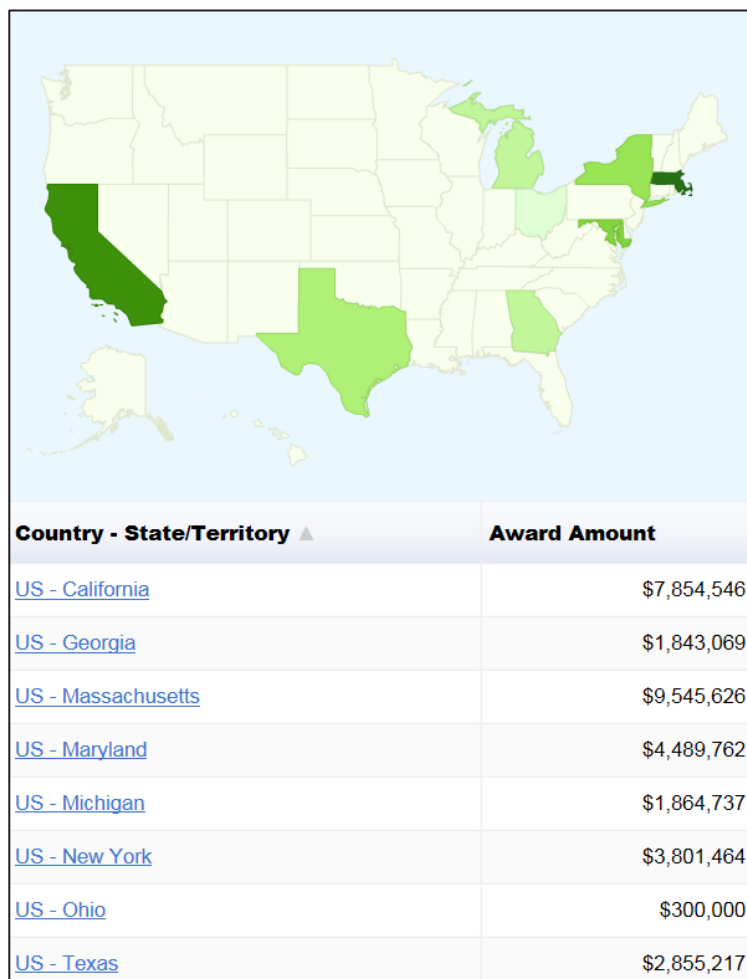 Country - State/Territory ▲ Award Amount
US - California $7,854,546
US - Georgia $1,843,069
US - Massachusetts $9,545,626
US - Maryland $4,489,762
US - Michigan $1,864,737
US - New York $3,801,464
US - Ohio $300,000
US - Texas $2,855,217